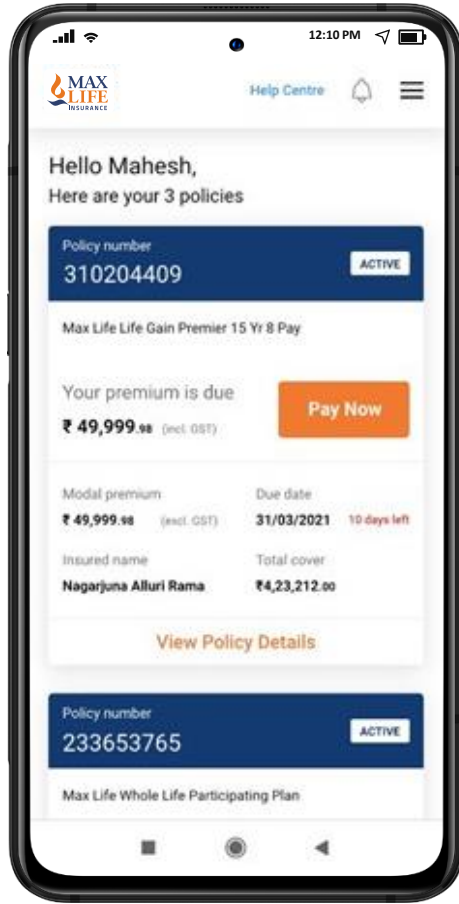 12:10 PM
MAX
LIFE
INSURANCE
Help Centre
Hello Mahesh,
Here are your 3 policies
Policy number
310204409
ACTIVE
Max Life Life Gain Premier 15 Yr 8 Pay
Your premium is due
₹ 49,999.98 (incl. GST)
Pay Now
Modal premium
Due date
₹ 49,999.98 (excl. GST)
31/03/2021 10 days left
Insured name
Total cover
Nagarjuna Alluri Rama
₹4,23,212.00
View Policy Details
Policy number
233653765
ACTIVE
Max Life Whole Life Participating Plan